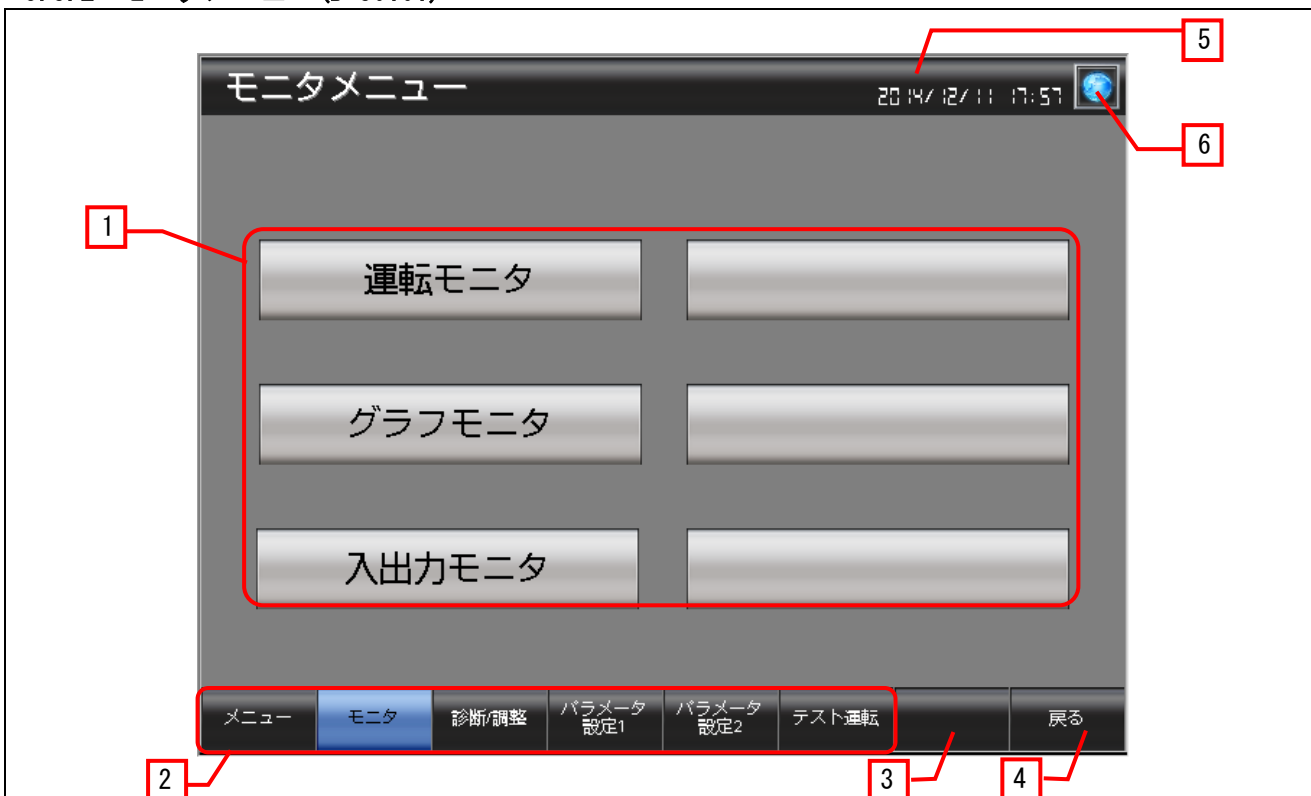 5
モニタメニュー
2014/12/11 17:57
6
1
運転モニタ
グラフモニタ
入出力モニタ
メニュー
モニタ
診断/調整
パラメータ
設定1
パラメータ
設定2
テスト運転
戻る
2
3
4